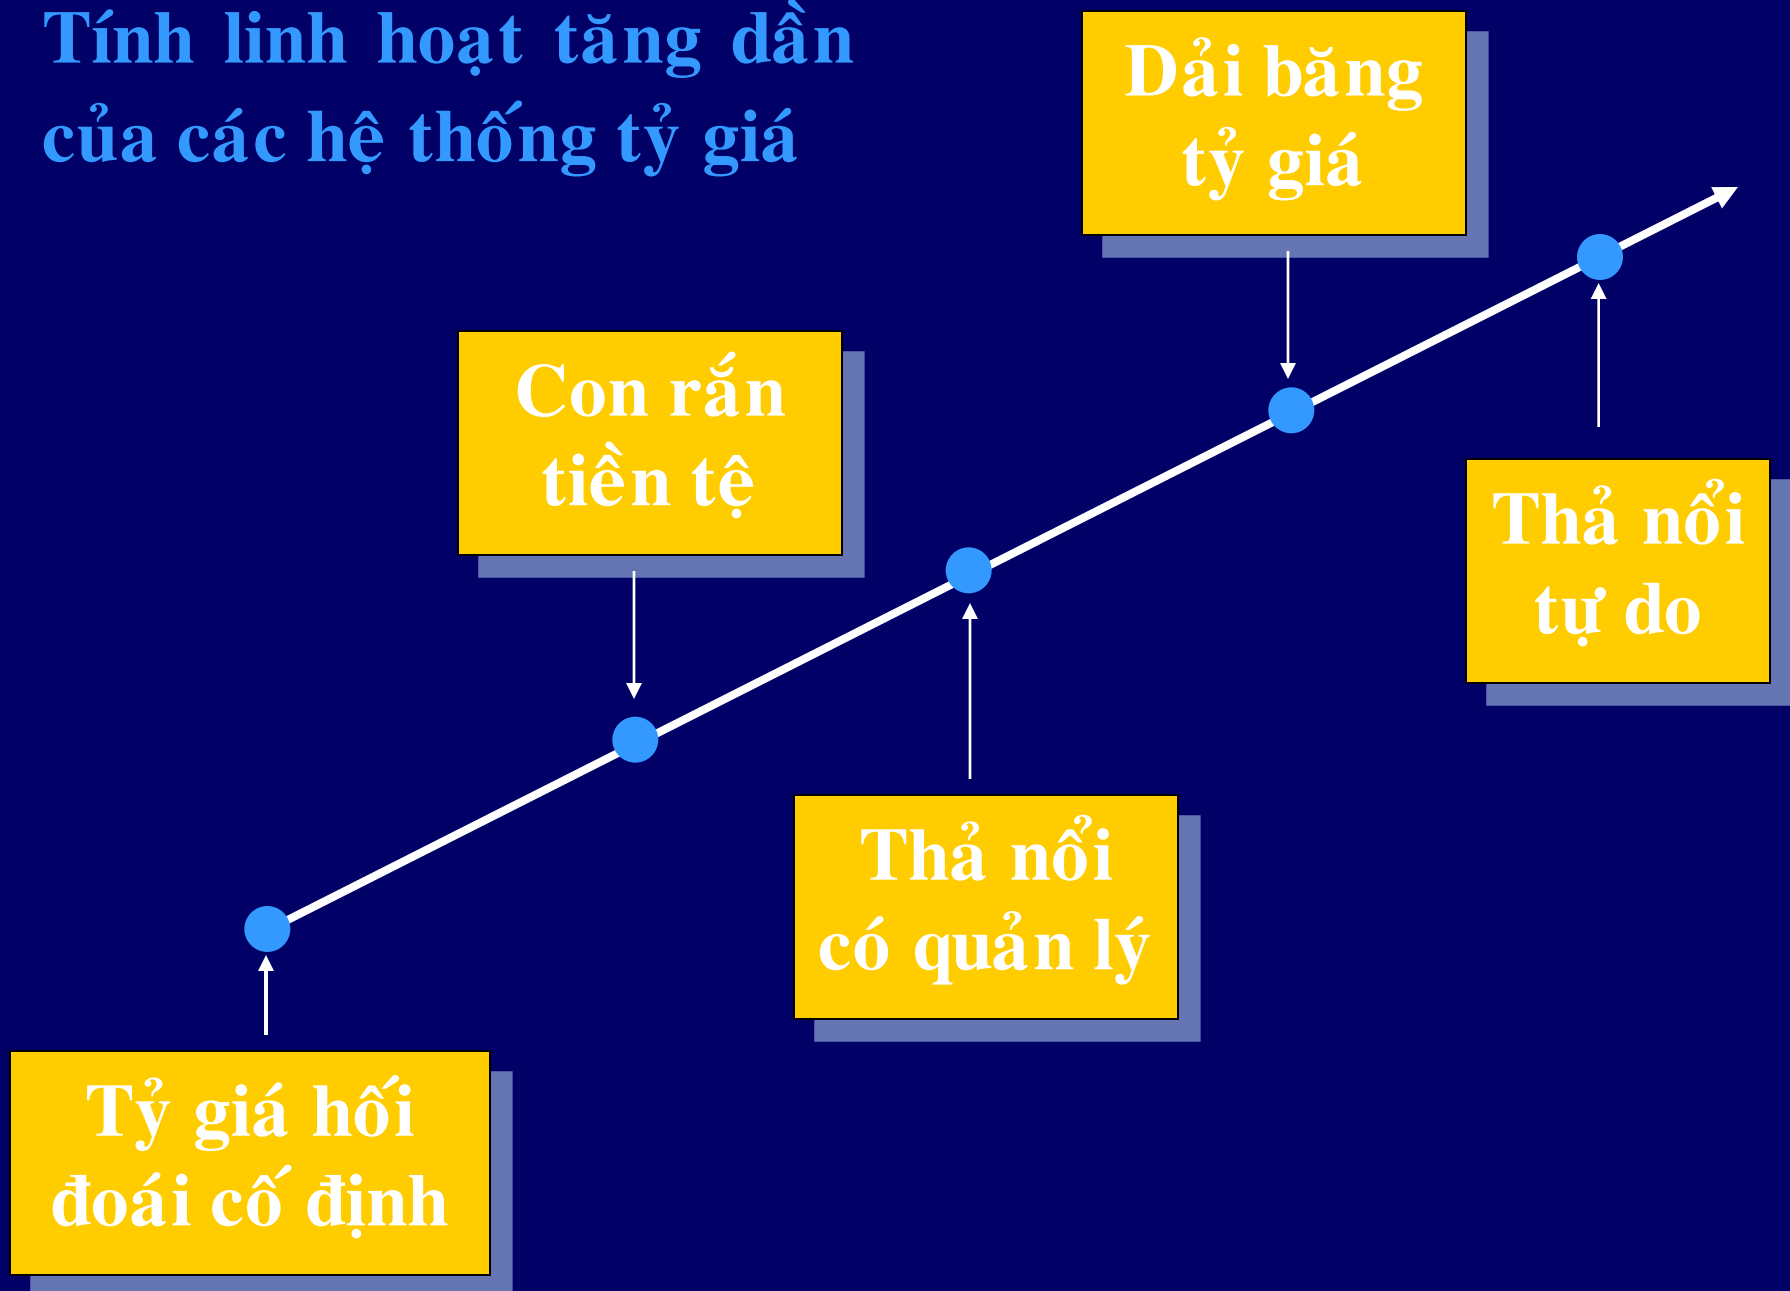 Tính linh hoạt tăng dần
của các hệ thống tỷ giá
Dải băng
tỷ giá
Con rắn
tiền tệ
Thả nổi
tự do
Thả nổi
có quản lý
Tỷ giá hối
đoái cố định